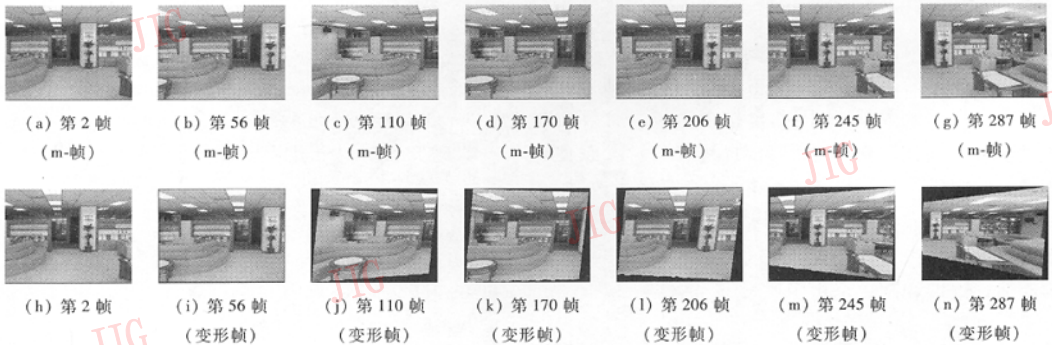 (a) 第 2 帧 (b) 第 56 帧 (c) 第 110 帧 (d) 第 170 帧 (e) 第 206 帧 (f) 第 245 帧 (g) 第 287 帧
(m-帧) (m-帧) (m-帧) (m-帧) (m-帧) (m-帧) (m-帧)
(h) 第 2 帧 (i) 第 56 帧 (j) 第 110 帧 (k) 第 170 帧 (l) 第 206 帧 (m) 第 245 帧 (n) 第 287 帧
(变形帧) (变形帧) (变形帧) (变形帧) (变形帧) (变形帧)
JIG
JIG
JIG
JIG
JIG